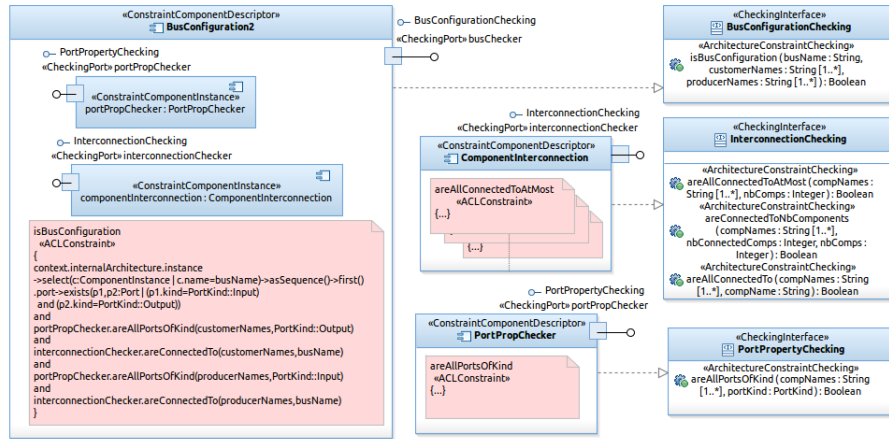 «ConstraintComponentDescriptor»
BusConfiguration2
PortPropertyChecking
«CheckingPort» portPropChecker
«ConstraintComponentInstance»
portPropChecker : PortPropChecker
InterconnectionChecking
«CheckingPort» interconnectionChecker
«ConstraintComponentInstance»
componentInterconnection : ComponentInterconnection
isBusConfiguration
«ACLConstraint»
{
context.internalArchitecture.instance
->select(c:ComponentInstance | c.name=busName)->asSequence()->first()
.port->exists(p1,p2:Port | (p1.kind=PortKind::Input)
and (p2.kind=PortKind::Output))
and
portPropChecker.areAllPortsOfKind(customerNames,PortKind::Output)
and
interconnectionChecker.areConnectedTo(customerNames,busName)
and
portPropChecker.areAllPortsOfKind(producerNames,PortKind::Input)
and
interconnectionChecker.areConnectedTo(producerNames,busName)
}
BusConfigurationChecking
«CheckingPort» busChecker
InterconnectionChecking
«CheckingPort» interconnectionChecker
«ConstraintComponentDescriptor»
ComponentInterconnection
areAllConnectedToAtMost
«ACLConstraint»
{...}
{...}
PortPropertyChecking
«CheckingPort» portPropChecker
«ConstraintComponentDescriptor»
PortPropChecker
areAllPortsOfKind
«ACLConstraint»
{...}
«CheckingInterface»
BusConfigurationChecking
«ArchitectureConstraintChecking»
isBusConfiguration (busName : String,
customerNames : String [1..*],
producerNames : String [1..*] ) : Boolean
«CheckingInterface»
InterconnectionChecking
«ArchitectureConstraintChecking»
areAllConnectedToAtMost (compNames :
String [1..*], nbComps : Integer ) : Boolean
«ArchitectureConstraintChecking»
areConnectedToNbComponents
(compNames : String [1..*],
nbConnectedComps : Integer, nbComps :
Integer ) : Boolean
«ArchitectureConstraintChecking»
areAllConnectedTo (compNames : String
[1..*], compName : String ) : Boolean
«CheckingInterface»
PortPropertyChecking
«ArchitectureConstraintChecking»
areAllPortsOfKind (compNames : String
[1..*], portKind : PortKind ) : Boolean